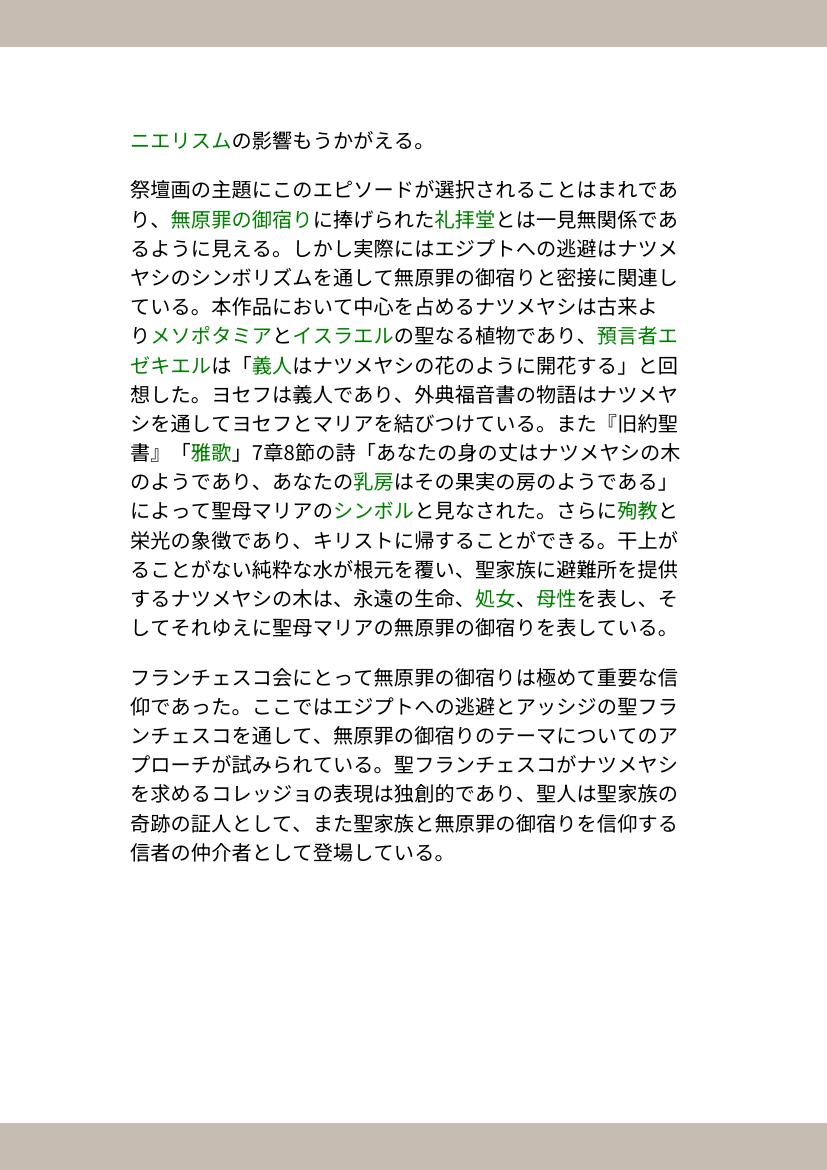 ニエリスムの影響もうかがえる。
祭壇画の主題にこのエピソードが選択されることはまれであ
り、無原罪の御宿りに捧げられた礼拝堂とは一見無関係であ
るように見える。しかし実際にはエジプトへの逃避はナツメ
ヤシのシンボリズムを通して無原罪の御宿りと密接に関連し
ている。本作品において中心を占めるナツメヤシは古来よ
りメソポタミアとイスラエルの聖なる植物であり、預言者エ
ゼキエルは「義人はナツメヤシの花のように開花する」と回
想した。ヨセフは義人であり、外典福音書の物語はナツメヤ
シを通してヨセフとマリアを結びつけている。また『旧約聖
書』「雅歌」7章8節の詩「あなたの身の丈はナツメヤシの木
のようであり、あなたの乳房はその果実の房のようである」
によって聖母マリアのシンボルと見なされた。さらに殉教と
栄光の象徴であり、キリストに帰することができる。干上が
ることがない純粋な水が根元を覆い、聖家族に避難所を提供
するナツメヤシの木は、永遠の生命、処女、母性を表し、そ
してそれゆえに聖母マリアの無原罪の御宿りを表している。
フランチェスコ会にとって無原罪の御宿りは極めて重要な信
仰であった。ここではエジプトへの逃避とアッシジの聖フラ
ンチェスコを通して、無原罪の御宿りのテーマについてのア
プローチが試みられている。聖フランチェスコがナツメヤシ
を求めるコレッジョの表現は独創的であり、聖人は聖家族の
奇跡の証人として、また聖家族と無原罪の御宿りを信仰する
信者の仲介者として登場している。